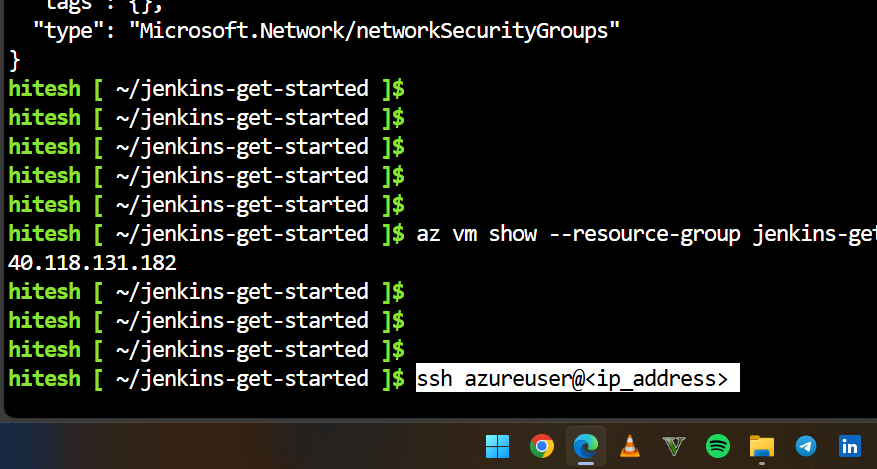 "tags": {},
"type": "Microsoft.Network/networkSecurityGroups"
}
hitesh [ ~/jenkins-get-started ]$
hitesh [ ~/jenkins-get-started ]$
hitesh [ ~/jenkins-get-started ]$
hitesh [ ~/jenkins-get-started ]$
hitesh [ ~/jenkins-get-started ]$
hitesh [ ~/jenkins-get-started ]$ az vm show --resource-group jenkins-get
40.118.131.182
hitesh [ ~/jenkins-get-started ]$
hitesh [ ~/jenkins-get-started ]$
hitesh [ ~/jenkins-get-started ]$
hitesh [ ~/jenkins-get-started ]$ ssh azureuser@<ip_address>
V in